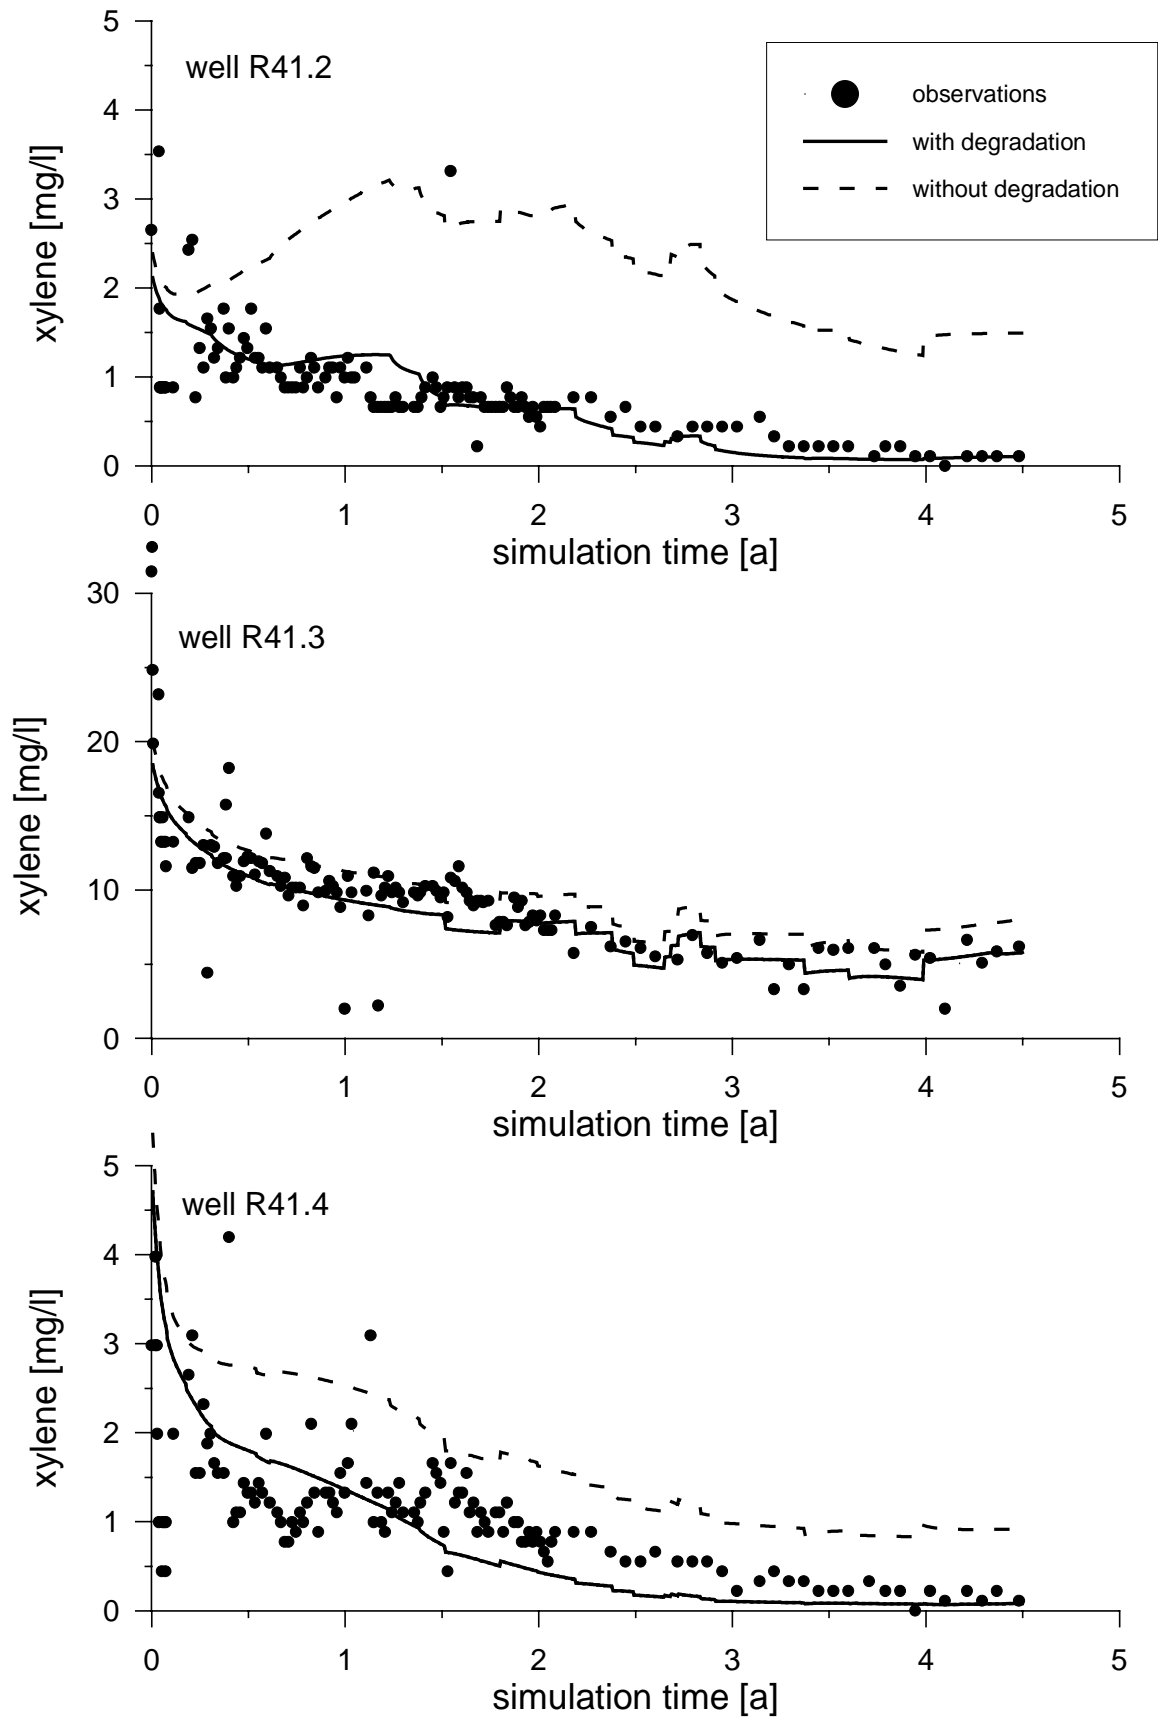 5
well R41.2
observations
4
with degradation
without degradation
3
xylene [mg/l]
2
1
0
0 1 2 3 4 5
simulation time [a]
30
well R41.3
20
xylene [mg/l]
10
0
0 1 2 3 4 5
simulation time [a]
5
well R41.4
4
3
xylene [mg/l]
2
1
0
0 1 2 3 4 5
simulation time [a]